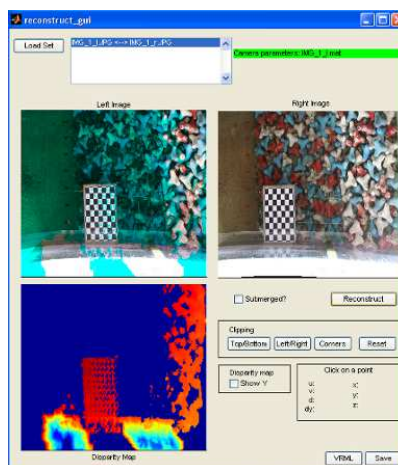 reconstruct_gui
Load Set
IMG_1_l.JPG <--> IMG_1_r.JPG
Camera parameters: IMG_1_l.mat
Left Image
Right Image
Submerged?
Reconstruct
Clipping
Top/Bottom
Left/Right
Corners
Reset
Disparity map
Show Y
Click on a point
u:
v:
d:
dy:
x:
y:
z:
Disparity Map
VRML
Save